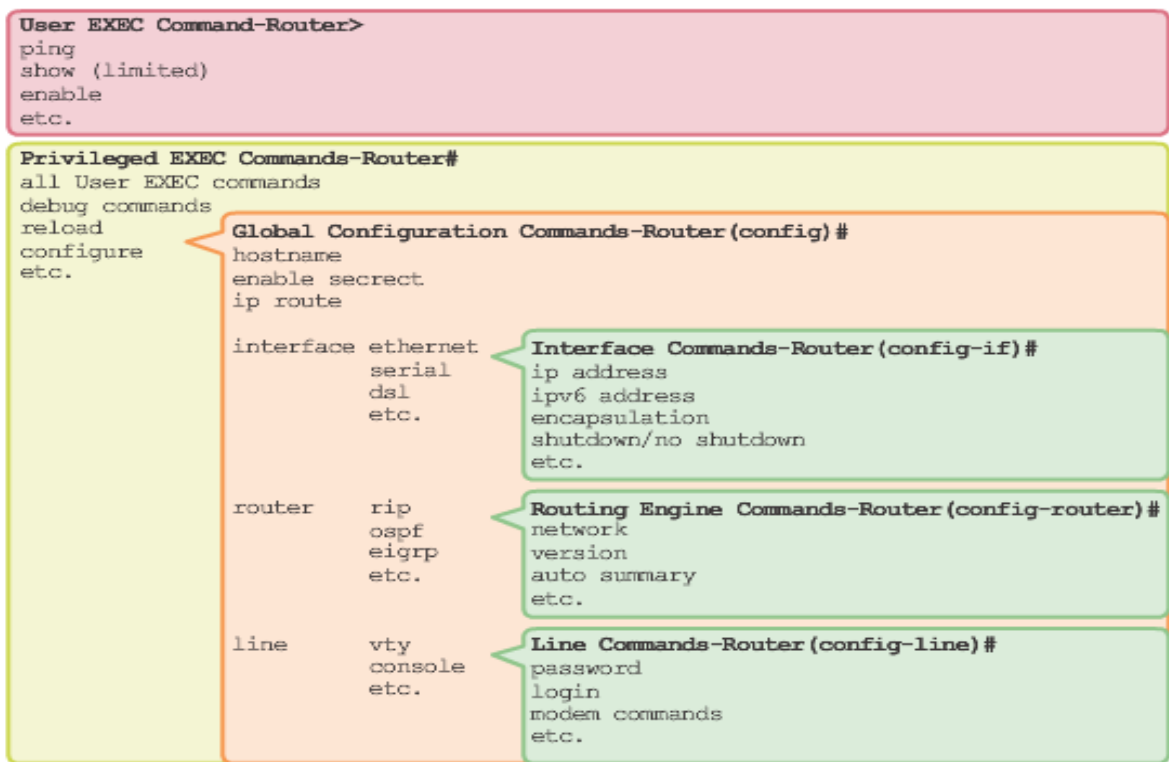 User EXEC Command-Router>
ping
show (limited)
enable
etc.
Privileged EXEC Commands-Router#
all User EXEC commands
debug commands
reload
configure
etc.
Global Configuration Commands-Router(config)#
hostname
enable secrect
ip route
interface ethernet
serial
dsl
etc.
Interface Commands-Router(config-if)#
ip address
ipv6 address
encapsulation
shutdown/no shutdown
etc.
router rip
ospf
eigrp
etc.
Routing Engine Commands-Router(config-router)#
network
version
auto summary
etc.
line vty
console
etc.
Line Commands-Router(config-line)#
password
login
modem commands
etc.